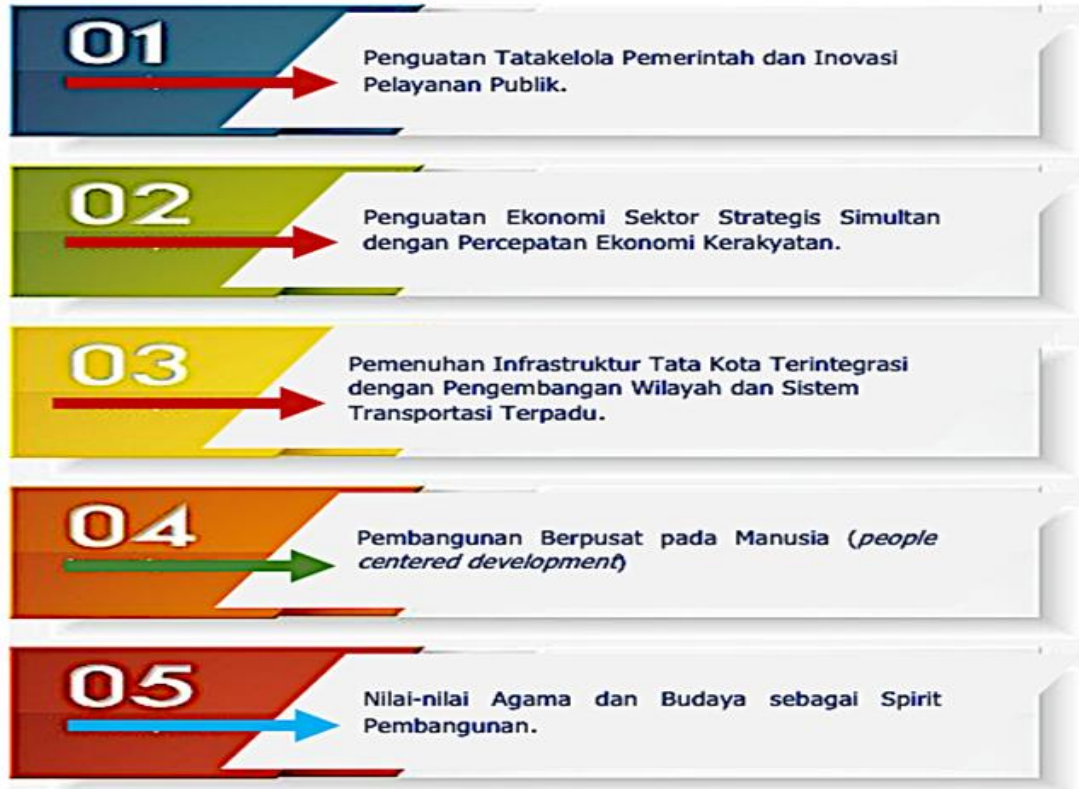 01
Penguatan Tatakelola Pemerintah dan Inovasi
Pelayanan Publik.
02
Penguatan Ekonomi Sektor Strategis Simultan
dengan Percepatan Ekonomi Kerakyatan.
03
Pemenuhan Infrastruktur Tata Kota Terintegrasi
dengan Pengembangan Wilayah dan Sistem
Transportasi Terpadu.
04
Pembangunan Berpusat pada Manusia (people
centered development)
05
Nilai-nilai Agama dan Budaya sebagai Spirit
Pembangunan.